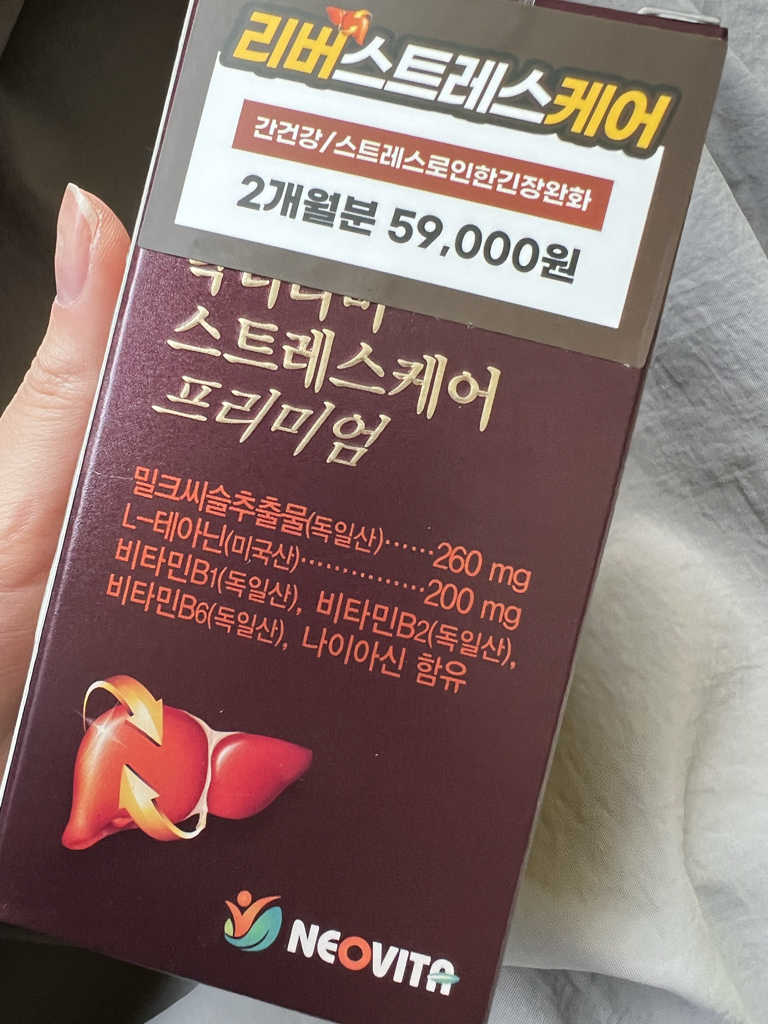 리버스트레스케어
간건강/스트레스로인한긴장완화
2개월분 59,000원
스트레스케어
프리미엄
밀크씨슬추출물(독일산)······260 mg
L-테아닌(미국산)················200 mg
비타민B1(독일산), 비타민B2(독일산),
비타민B6(독일산), 나이아신 함유
NEOVITA